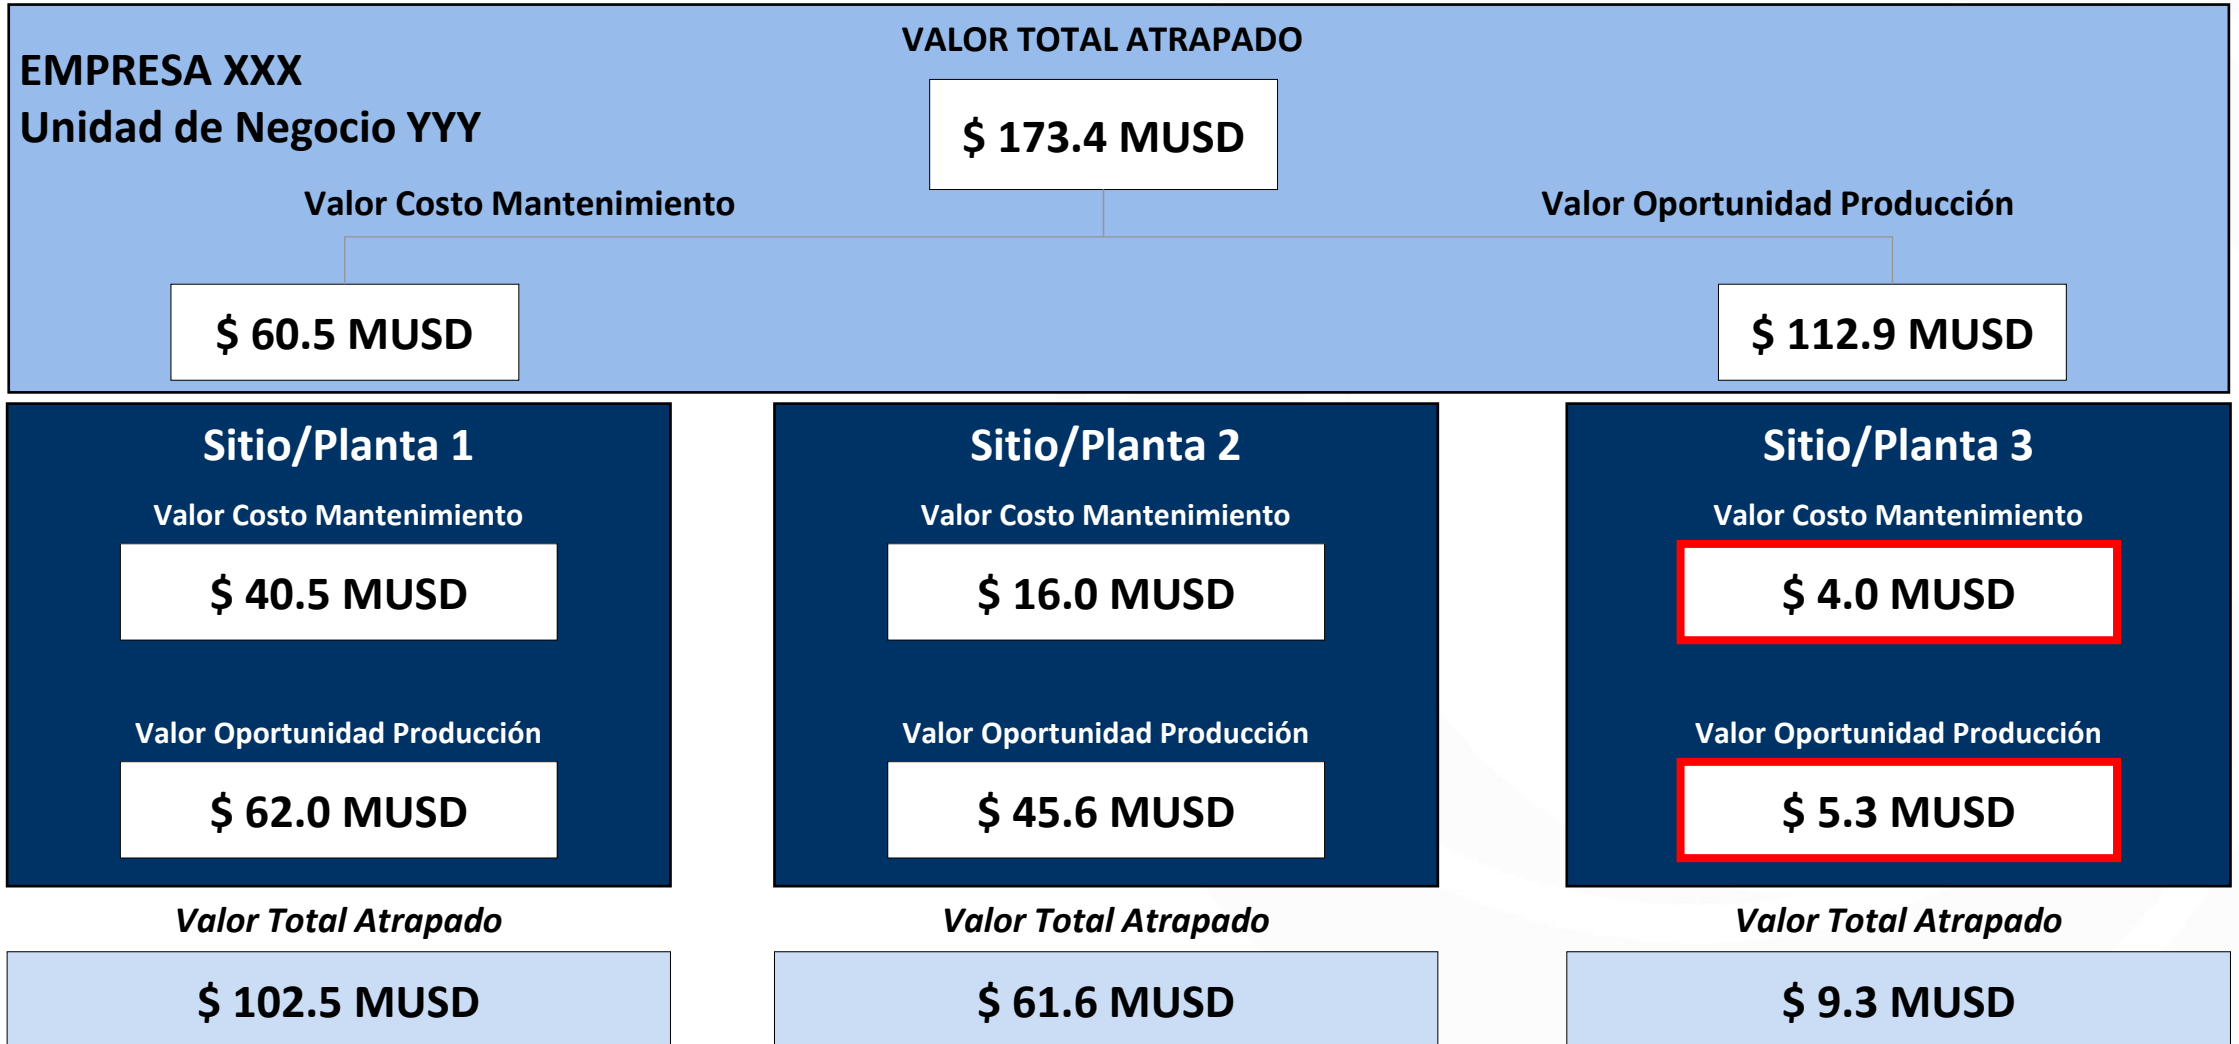 VALOR TOTAL ATRAPADO
EMPRESA XXX
Unidad de Negocio YYY
$ 173.4 MUSD
Valor Costo Mantenimiento
Valor Oportunidad Producción
$ 60.5 MUSD
$ 112.9 MUSD
Sitio/Planta 1
Valor Costo Mantenimiento
$ 40.5 MUSD
Valor Oportunidad Producción
$ 62.0 MUSD
Valor Total Atrapado
$ 102.5 MUSD
Sitio/Planta 2
Valor Costo Mantenimiento
$ 16.0 MUSD
Valor Oportunidad Producción
$ 45.6 MUSD
Valor Total Atrapado
$ 61.6 MUSD
Sitio/Planta 3
Valor Costo Mantenimiento
$ 4.0 MUSD
Valor Oportunidad Producción
$ 5.3 MUSD
Valor Total Atrapado
$ 9.3 MUSD